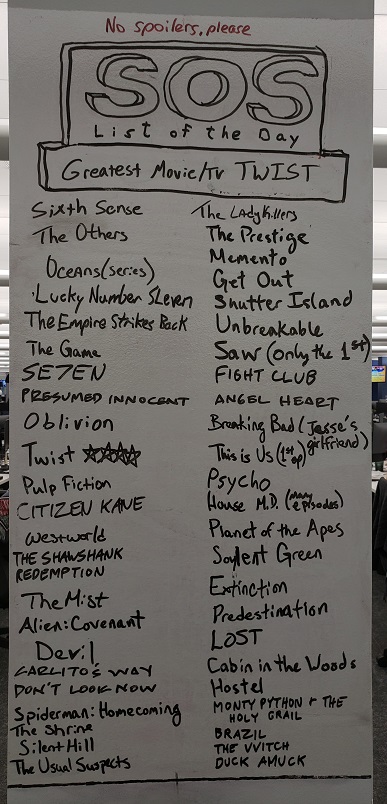 No spoilers, please
SOS
List of the Day
Greatest Movie/TV TWIST
Sixth Sense
The Others
Oceans (series)
Lucky Number SLeven
The Empire Strikes Back
The Game
SE7EN
PRESUMED INNOCENT
Oblivion
Twist
Pulp Fiction
CITIZEN KANE
Westworld
THE SHAWSHANK
REDEMPTION
The Mist
Alien: Covenant
Devil
CARLITO'S WAY
DON'T LOOK NOW
Spiderman: Homecoming
The Shrine
Silent Hill
The Usual Suspects
The LadyKillers
The Prestige
Memento
Get Out
Shutter Island
Unbreakable
Saw (only the 1st)
FIGHT CLUB
ANGEL HEART
Breaking Bad (Jesse's
girlfriend)
This is Us (1st ep)
Psycho
House M.D. (many
episodes)
Planet of the Apes
Soylent Green
Extinction
Predestination
LOST
Cabin in the Woods
Hostel
MONTY PYTHON + THE
HOLY GRAIL
BRAZIL
THE VVITCH
DUCK AMUCK